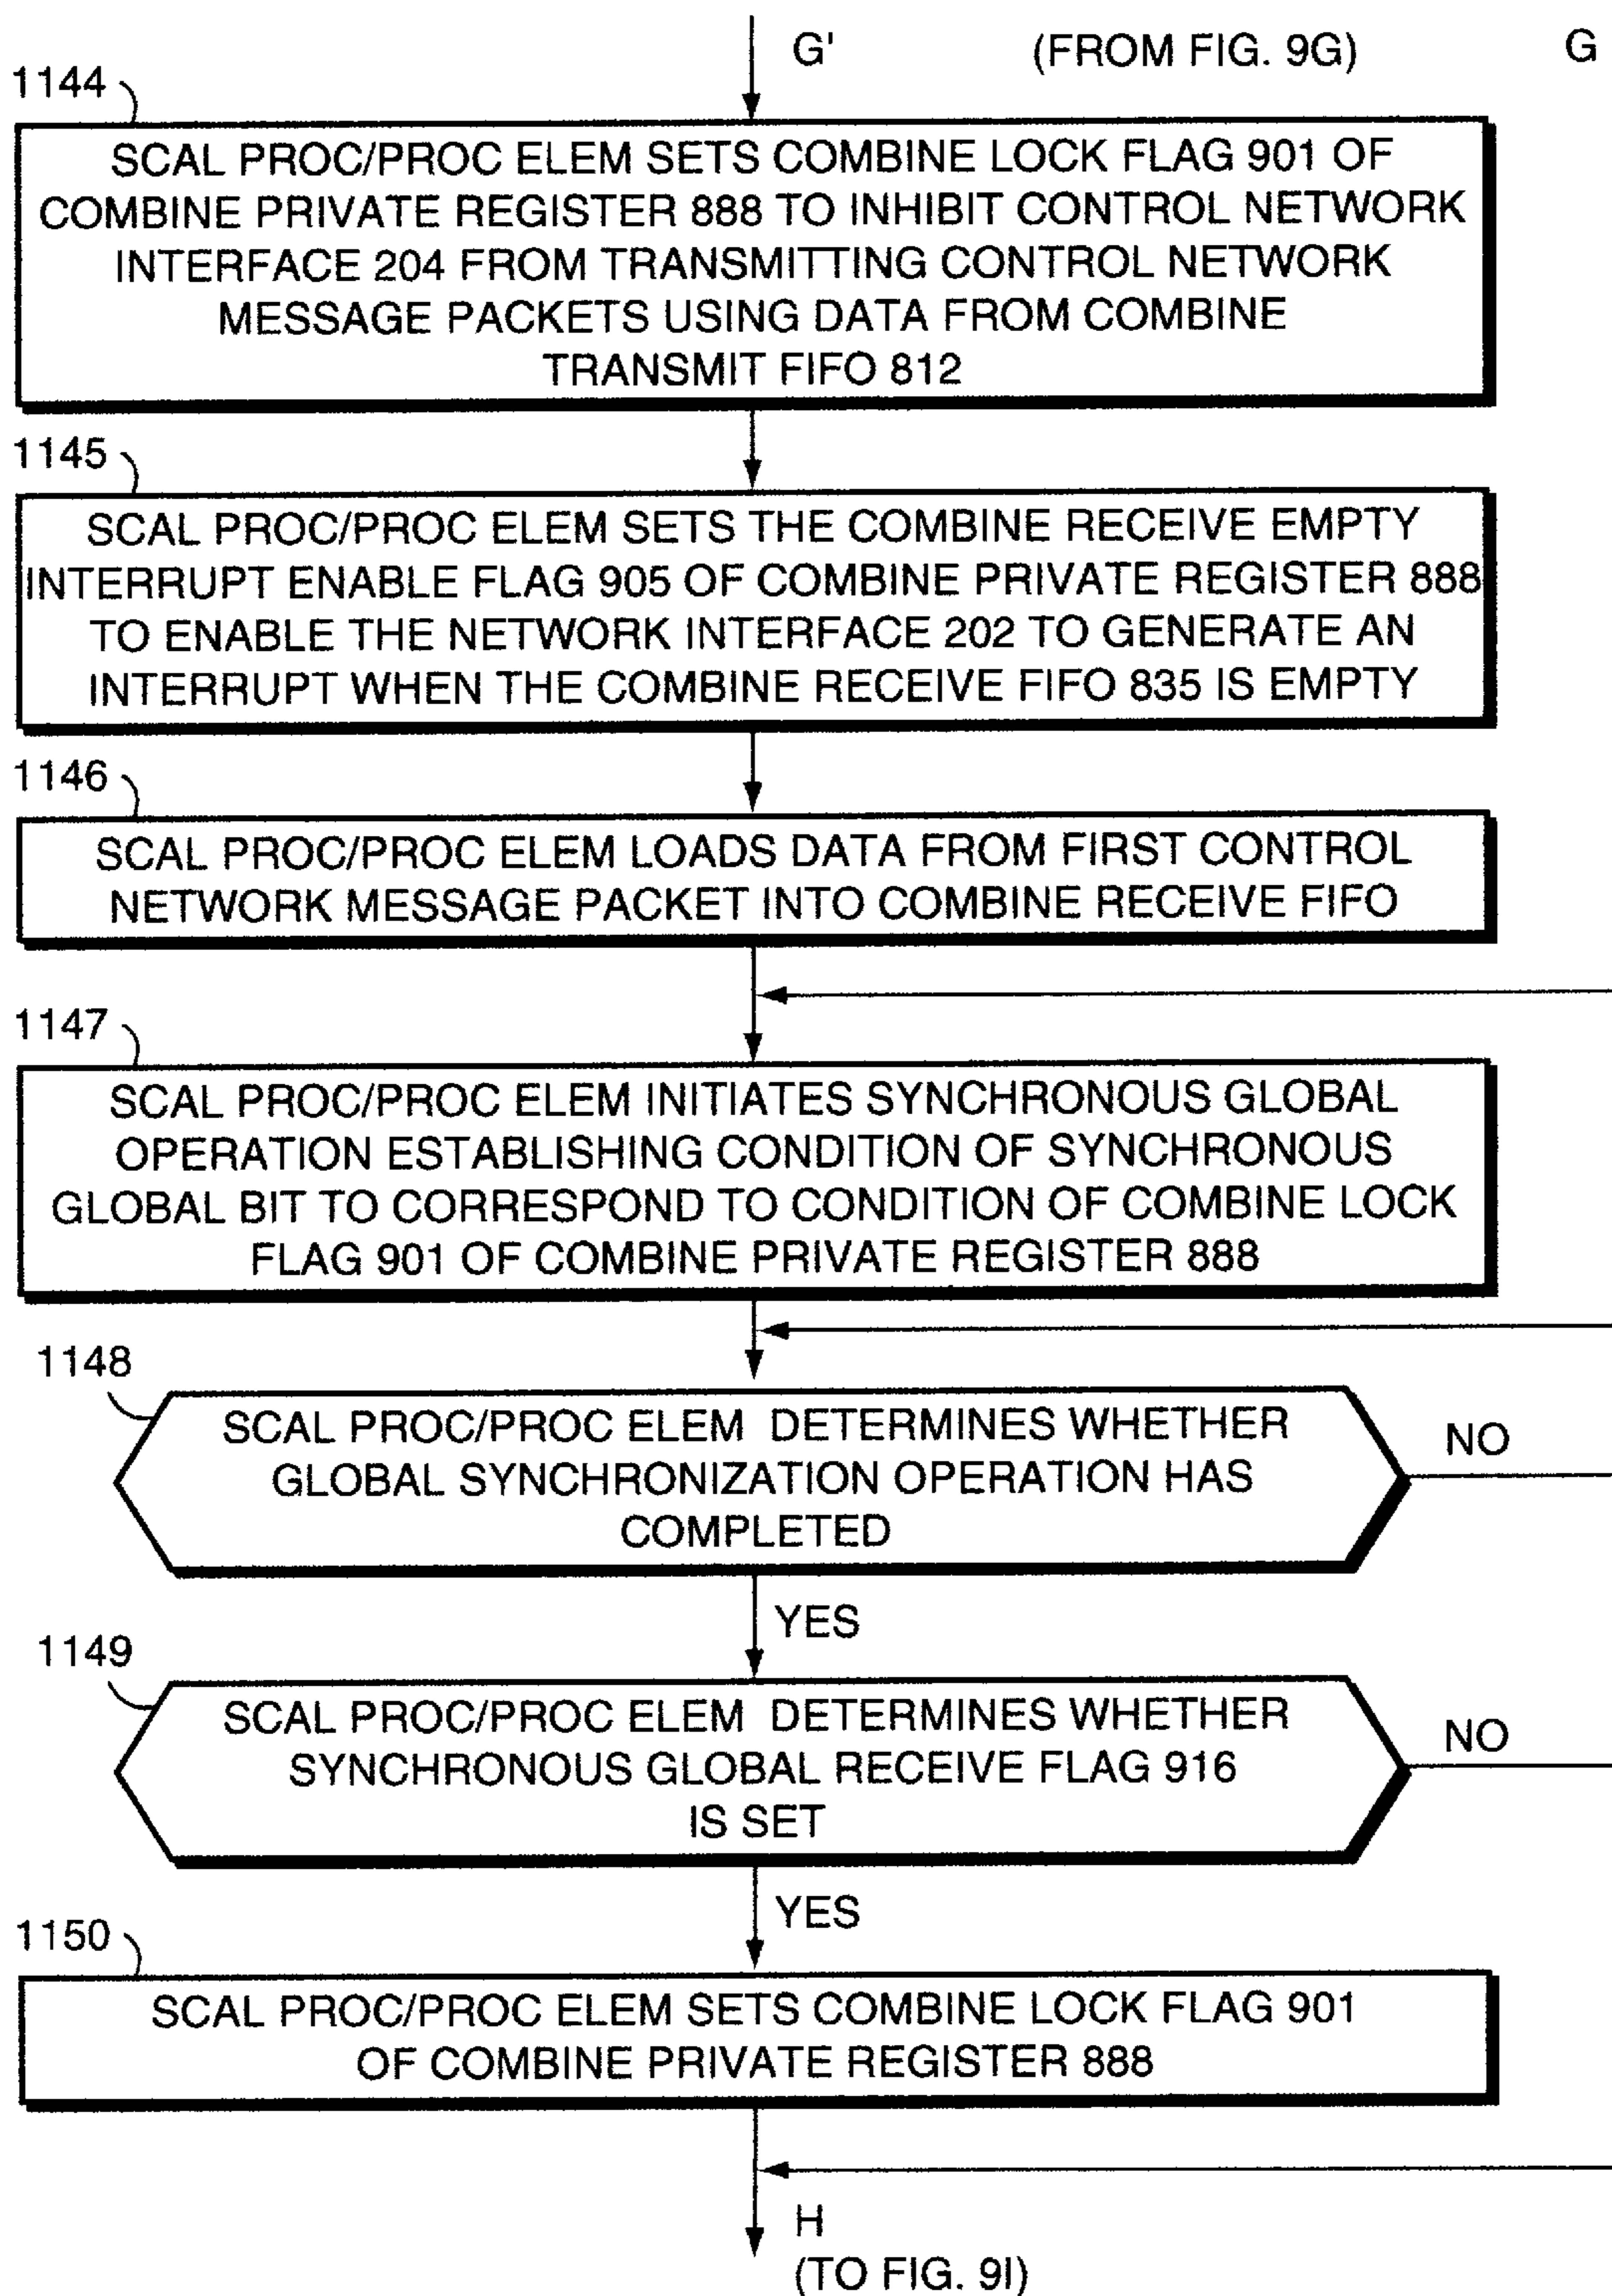 G' (FROM FIG. 9G) G
1144
SCAL PROC/PROC ELEM SETS COMBINE LOCK FLAG 901 OF
COMBINE PRIVATE REGISTER 888 TO INHIBIT CONTROL NETWORK
INTERFACE 204 FROM TRANSMITTING CONTROL NETWORK
MESSAGE PACKETS USING DATA FROM COMBINE
TRANSMIT FIFO 812
1145
SCAL PROC/PROC ELEM SETS THE COMBINE RECEIVE EMPTY
INTERRUPT ENABLE FLAG 905 OF COMBINE PRIVATE REGISTER 888
TO ENABLE THE NETWORK INTERFACE 202 TO GENERATE AN
INTERRUPT WHEN THE COMBINE RECEIVE FIFO 835 IS EMPTY
1146
SCAL PROC/PROC ELEM LOADS DATA FROM FIRST CONTROL
NETWORK MESSAGE PACKET INTO COMBINE RECEIVE FIFO
1147
SCAL PROC/PROC ELEM INITIATES SYNCHRONOUS GLOBAL
OPERATION ESTABLISHING CONDITION OF SYNCHRONOUS
GLOBAL BIT TO CORRESPOND TO CONDITION OF COMBINE LOCK
FLAG 901 OF COMBINE PRIVATE REGISTER 888
1148
SCAL PROC/PROC ELEM DETERMINES WHETHER
GLOBAL SYNCHRONIZATION OPERATION HAS
COMPLETED
NO
YES
1149
SCAL PROC/PROC ELEM DETERMINES WHETHER
SYNCHRONOUS GLOBAL RECEIVE FLAG 916
IS SET
NO
YES
1150
SCAL PROC/PROC ELEM SETS COMBINE LOCK FLAG 901
OF COMBINE PRIVATE REGISTER 888
H
(TO FIG. 9I)